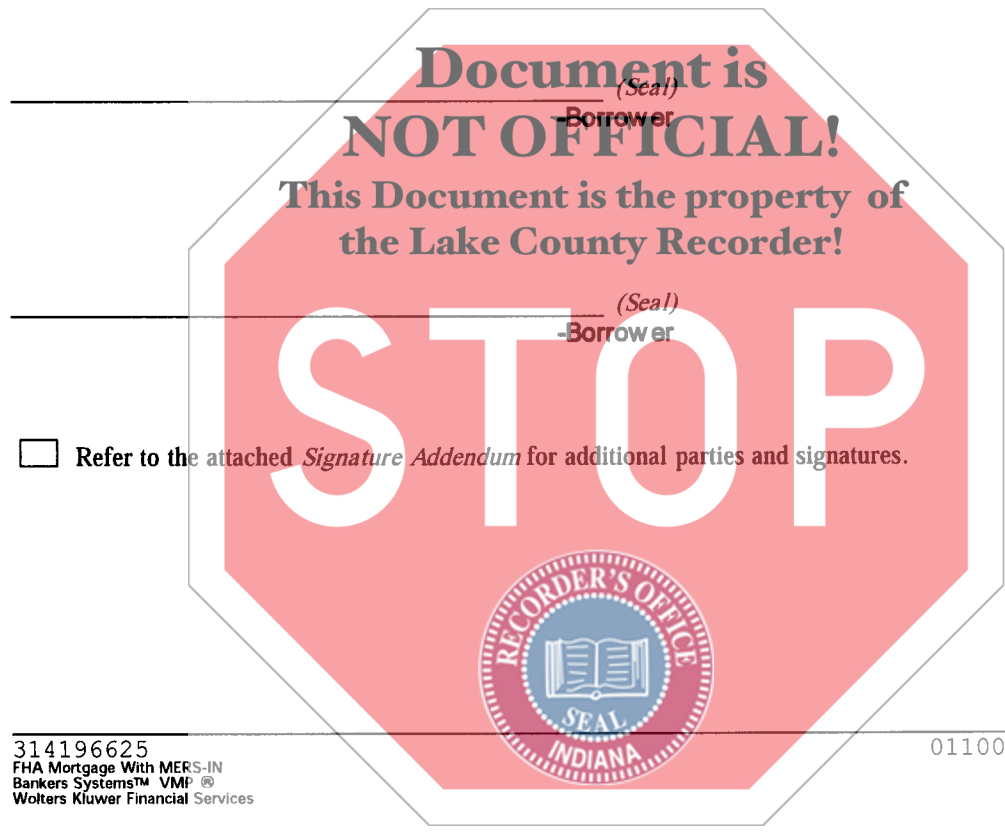 Document is
(Seal)
-Borrower
NOT OFFICIAL!
This Document is the property of
the Lake County Recorder!
(Seal)
-Borrower
STOP
Refer to the attached Signature Addendum for additional parties and signatures.
RECORDER'S OFFICE
SEAL
INDIANA
314196625
01100
FHA Mortgage With MERS-IN
Bankers Systems™ VMP ®
Wolters Kluwer Financial Services